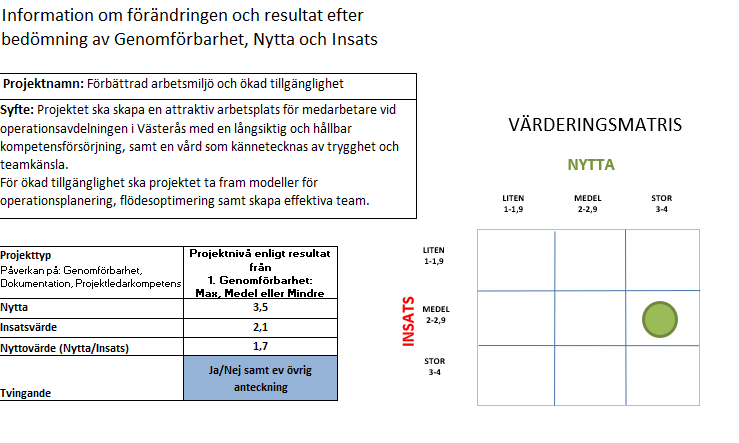 Information om förändringen och resultat efter
bedömning av Genomförbarhet, Nytta och Insats
Projektnamn: Förbättrad arbetsmiljö och ökad tillgänglighet
Syfte: Projektet ska skapa en attraktiv arbetsplats för medarbetare vid
operationsavdelningen i Västerås med en långsiktig och hållbar
kompetensförsörjning, samt en vård som kännetecknas av trygghet och
teamkänsla.
För ökad tillgänglighet ska projektet ta fram modeller för
operationsplanering, flödesoptimering samt skapa effektiva team.
Projekttyp
Påverkan på: Genomförbarhet,
Dokumentation, Projektledarkompetens
Projektnivå enligt resultat
från
1. Genomförbarhet:
Max, Medel eller Mindre
Nytta 3,5
Insatsvärde 2,1
Nyttovärde (Nytta/Insats) 1,7
Tvingande
Ja/Nej samt ev övrig
anteckning
VÄRDERINGSMATRIS
NYTTA
LITEN MEDEL STOR
1-1,9 2-2,9 3-4
INSATS
LITEN
1-1,9
MEDEL
2-2,9
STOR
3-4